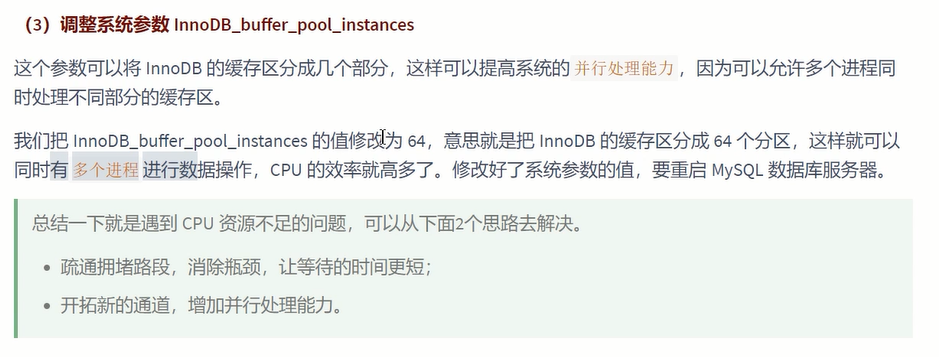 （3）调整系统参数 InnoDB_buffer_pool_instances
这个参数可以将 InnoDB 的缓存区分成几个部分，这样可以提高系统的 并行处理能力 ，因为可以允许多个进程同
时处理不同部分的缓存区。
我们把 InnoDB_buffer_pool_instances 的值修改为 64，意思就是把 InnoDB 的缓存区分成 64 个分区，这样就可以
同时有 多个进程 进行数据操作，CPU 的效率就高多了。修改好了系统参数的值，要重启 MySQL 数据库服务器。
总结一下就是遇到 CPU 资源不足的问题，可以从下面2个思路去解决。
• 疏通拥堵路段，消除瓶颈，让等待的时间更短；
• 开拓新的通道，增加并行处理能力。